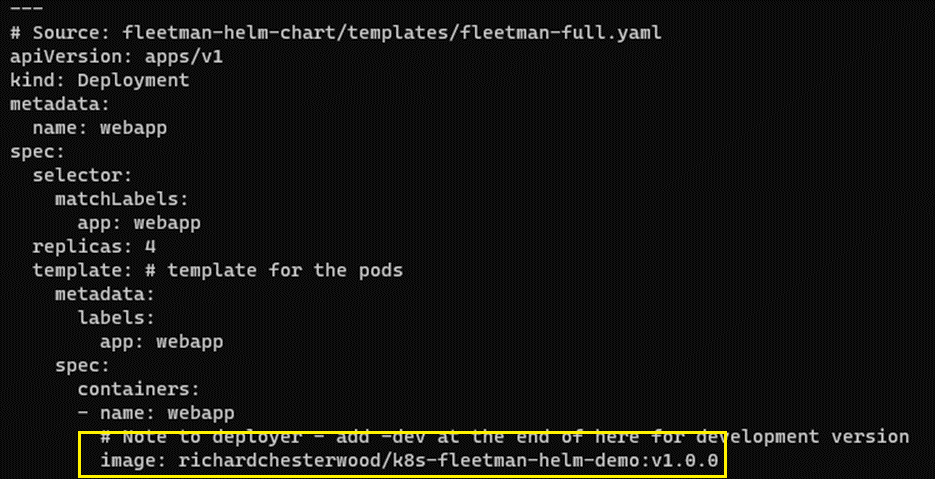 ---
# Source: fleetman-helm-chart/templates/fleetman-full.yaml
apiVersion: apps/v1
kind: Deployment
metadata:
  name: webapp
spec:
  selector:
    matchLabels:
      app: webapp
  replicas: 4
  template: # template for the pods
    metadata:
      labels:
        app: webapp
    spec:
      containers:
      - name: webapp
        # Note to deployer - add -dev at the end of here for development version
        image: richardchesterwood/k8s-fleetman-helm-demo:v1.0.0